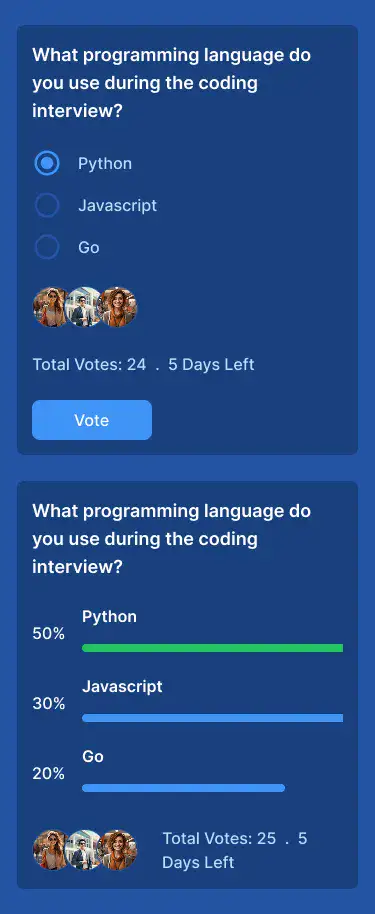 What programming language do
you use during the coding
interview?
Python
Javascript
Go
Total Votes: 24 . 5 Days Left
Vote
What programming language do
you use during the coding
interview?
Python
50%
Javascript
30%
Go
20%
Total Votes: 25 . 5
Days Left